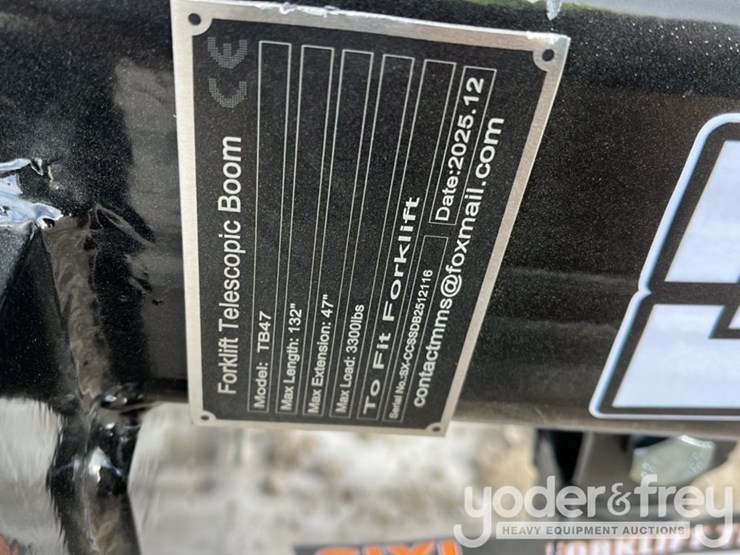 CE
Forklift Telescopic Boom
Model: TB47
Max Length: 132"
Max Extension: 47"
Max Load: 3300lbs
To Fit Forklift
Serial No.:SX-CCSSDB2512116 Date:2025.12
contactmms@foxmail.com
yoder&frey
HEAVY EQUIPMENT AUCTIONS